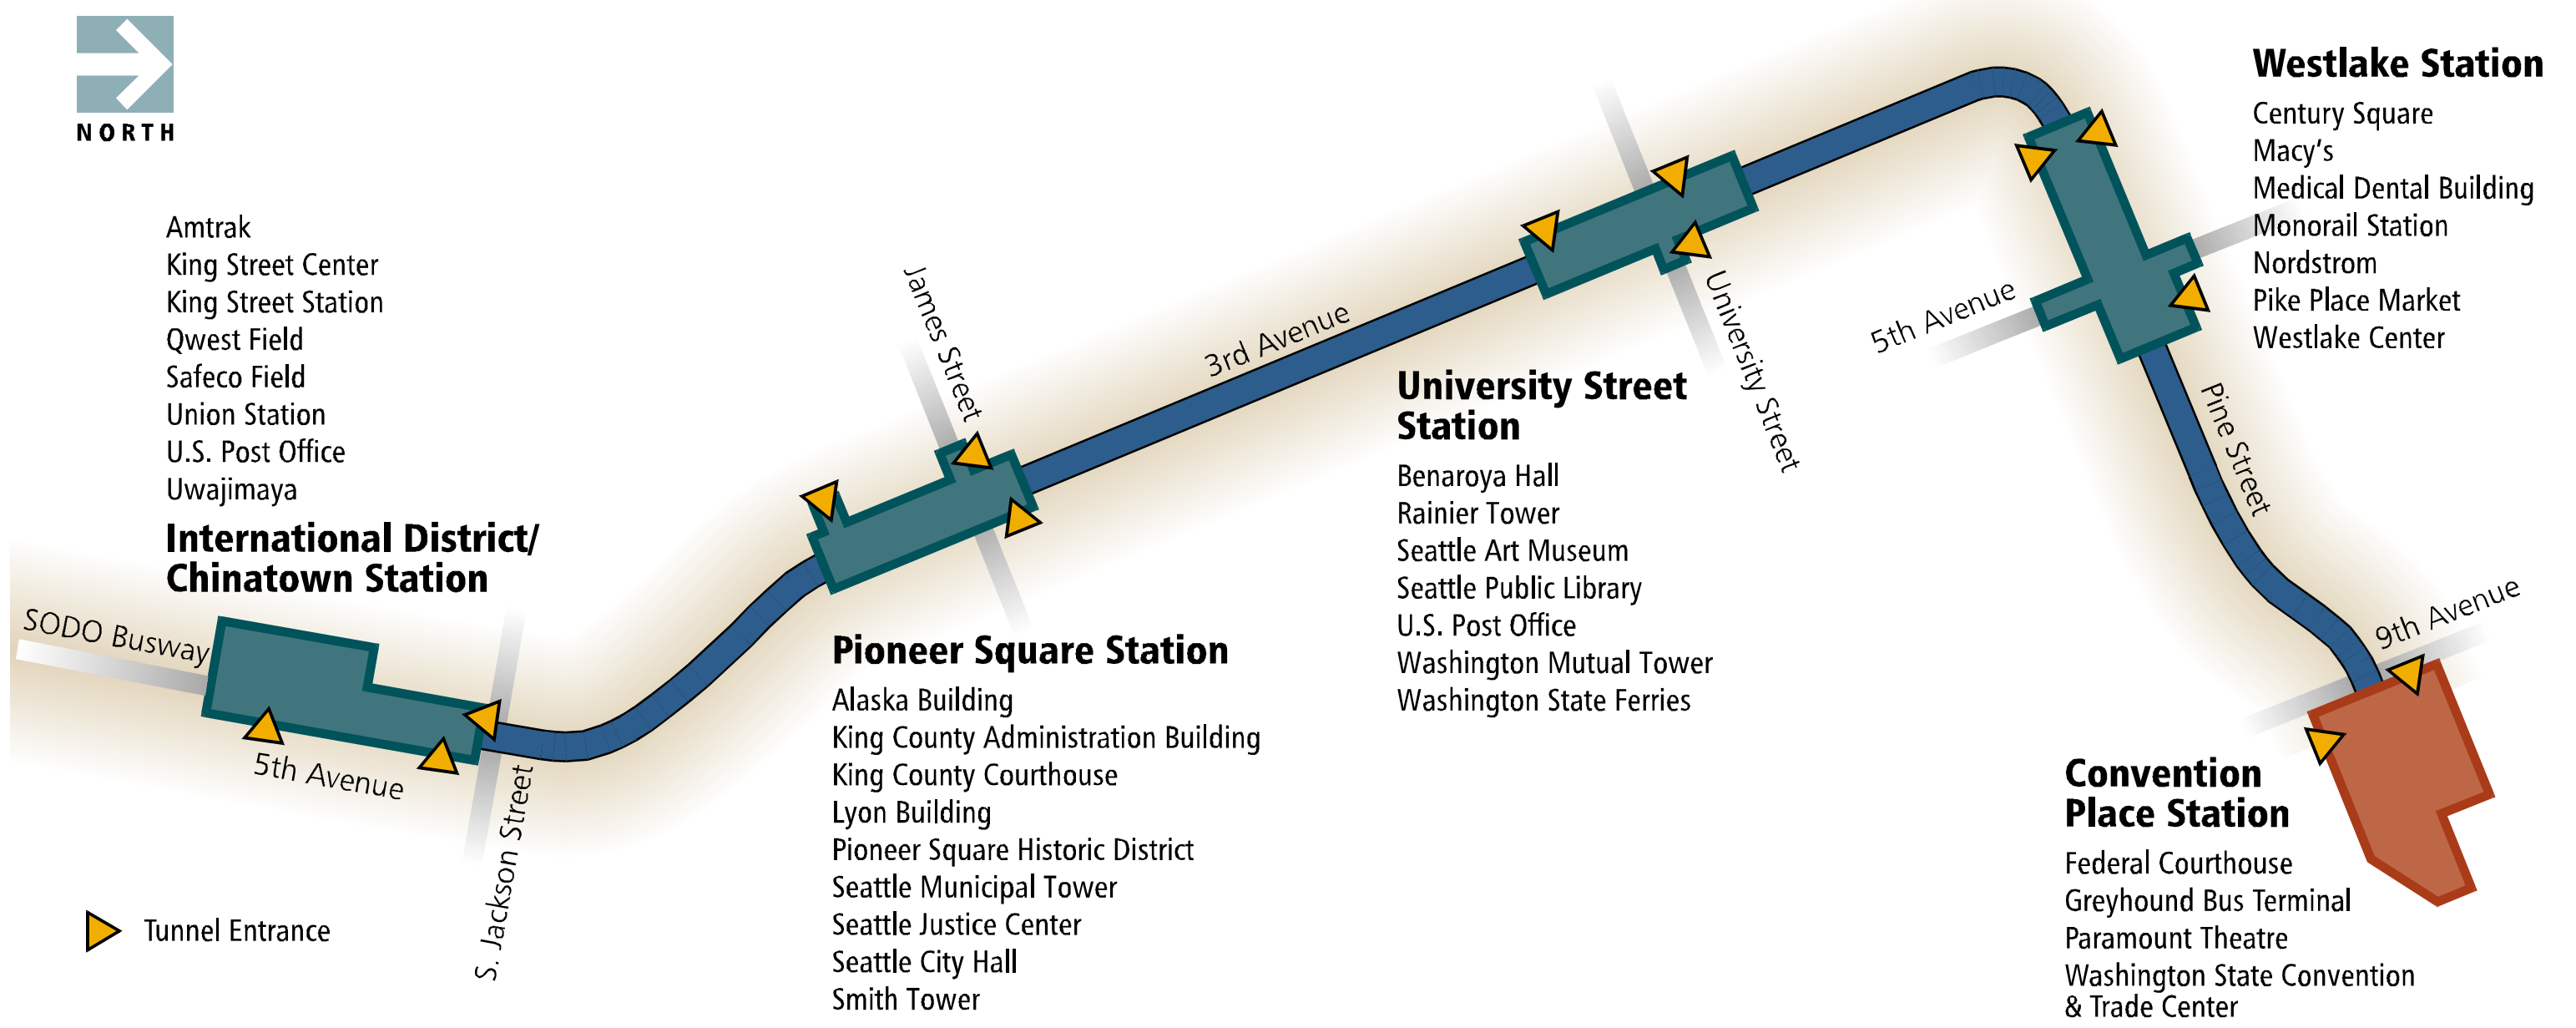 NORTH
Amtrak
King Street Center
King Street Station
Qwest Field
Safeco Field
Union Station
U.S. Post Office
Uwajimaya
International District/
Chinatown Station
SODO Busway
5th Avenue
S. Jackson Street
Tunnel Entrance
James Street
Pioneer Square Station
Alaska Building
King County Administration Building
King County Courthouse
Lyon Building
Pioneer Square Historic District
Seattle Municipal Tower
Seattle Justice Center
Seattle City Hall
Smith Tower
3rd Avenue
University Street
University Street
Station
Benaroya Hall
Rainier Tower
Seattle Art Museum
Seattle Public Library
U.S. Post Office
Washington Mutual Tower
Washington State Ferries
Westlake Station
Century Square
Macy's
Medical Dental Building
Monorail Station
Nordstrom
Pike Place Market
Westlake Center
5th Avenue
Pine Street
9th Avenue
Convention
Place Station
Federal Courthouse
Greyhound Bus Terminal
Paramount Theatre
Washington State Convention
& Trade Center